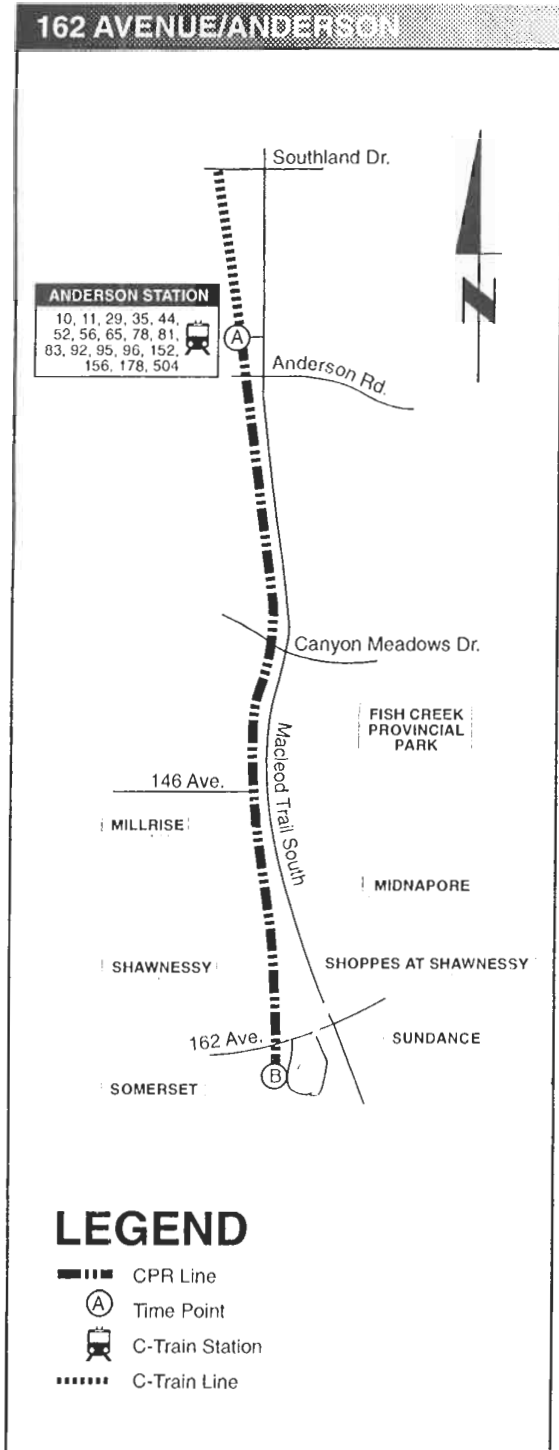 162 AVENUE/ANDERSON
Southland Dr.
ANDERSON STATION
10, 11, 29, 35, 44,
52, 56, 65, 78, 81,
83, 92, 95, 96, 152,
156, 178, 504
A
N
Anderson Rd.
Canyon Meadows Dr.
FISH CREEK
PROVINCIAL
PARK
Macleod Trail South
146 Ave.
MILLRISE
MIDNAPORE
SHAWNESSY
SHOPPES AT SHAWNESSY
162 Ave.
SUNDANCE
B
SOMERSET
LEGEND
CPR Line
A Time Point
C-Train Station
C-Train Line